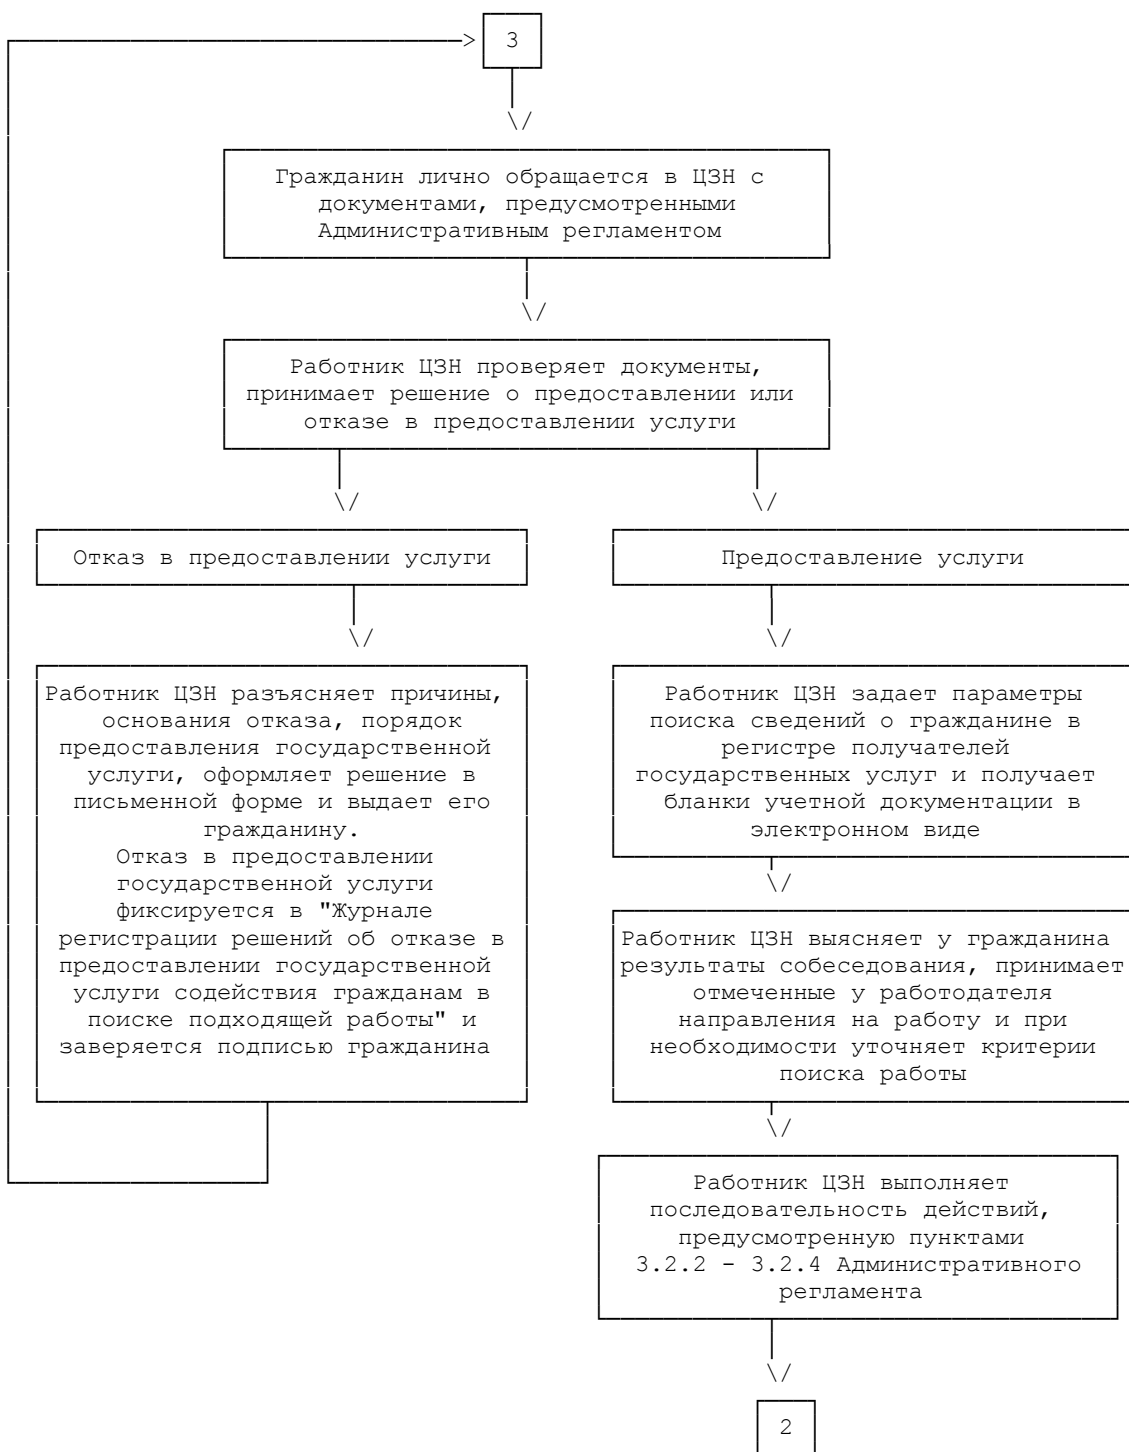 3
Гражданин лично обращается в ЦЗН с
документами, предусмотренными
Административным регламентом
Работник ЦЗН проверяет документы,
принимает решение о предоставлении или
отказе в предоставлении услуги
Отказ в предоставлении услуги
Предоставление услуги
Работник ЦЗН разъясняет причины,
основания отказа, порядок
предоставления государственной
услуги, оформляет решение в
письменной форме и выдает его
гражданину.
Отказ в предоставлении
государственной услуги
фиксируется в "Журнале
регистрации решений об отказе в
предоставлении государственной
услуги содействия гражданам в
поиске подходящей работы" и
заверяется подписью гражданина
Работник ЦЗН задает параметры
поиска сведений о гражданине в
регистре получателей
государственных услуг и получает
бланки учетной документации в
электронном виде
Работник ЦЗН выясняет у гражданина
результаты собеседования, принимает
отмеченные у работодателя
направления на работу и при
необходимости уточняет критерии
поиска работы
Работник ЦЗН выполняет
последовательность действий,
предусмотренную пунктами
3.2.2 - 3.2.4 Административного
регламента
2